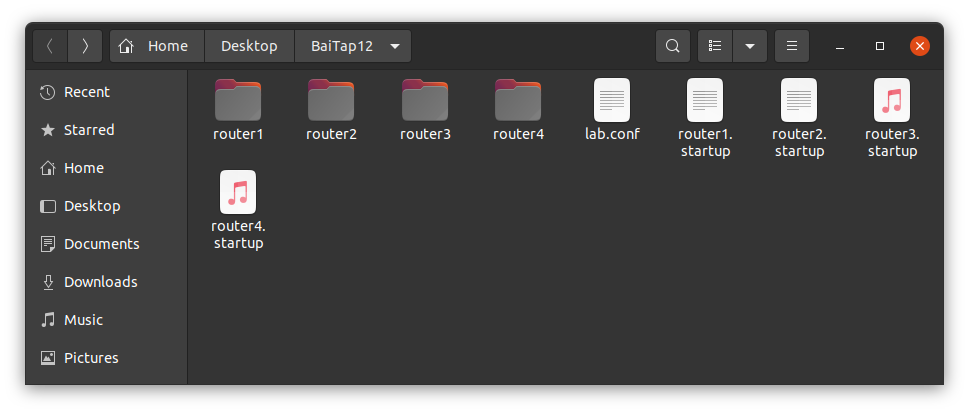 Home Desktop BaiTap12
Recent
Starred
Home
Desktop
Documents
Downloads
Music
Pictures
router1 router2 router3 router4 lab.conf router1. router2. router3.
startup startup startup
router4.
startup